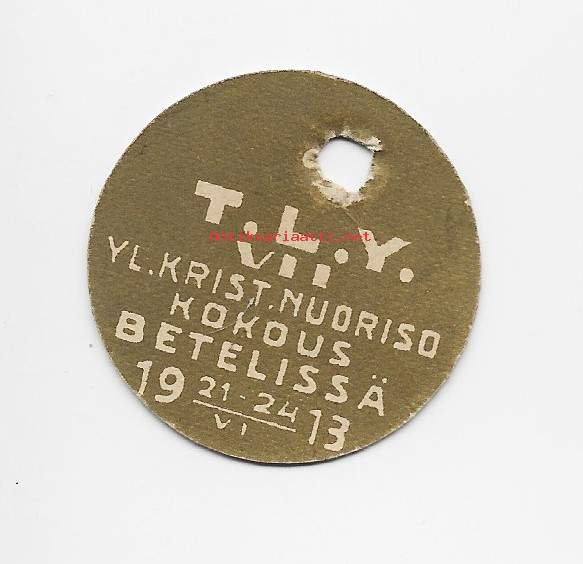 T.L.Y.
Antikvariaatti.net
VII
YL.KRIST.NUORISO
KOKOUS
BETELISSÄ
19 21-24 13
VI